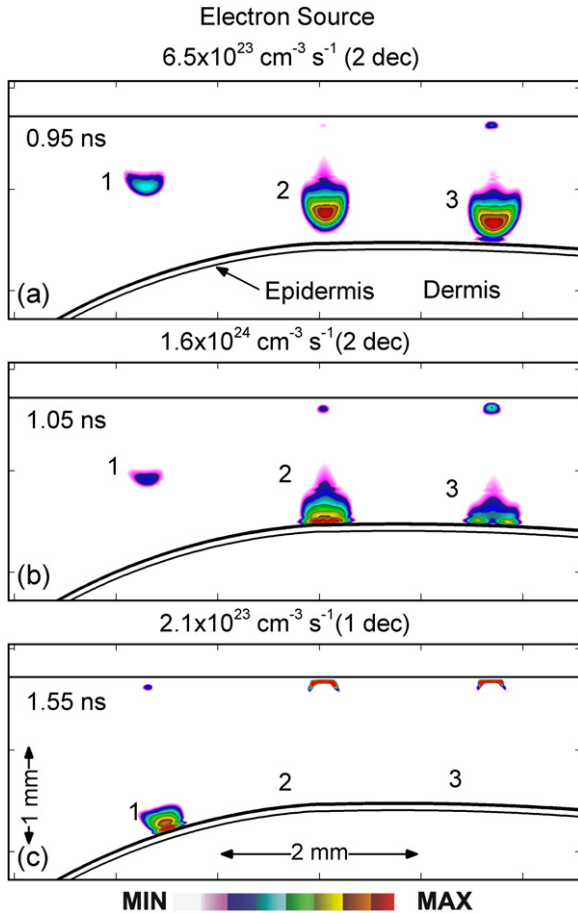 Electron Source
6.5x10²³ cm⁻³ s⁻¹ (2 dec)
0.95 ns
1
2
3
(a)
Epidermis
Dermis
1.6x10²⁴ cm⁻³ s⁻¹(2 dec)
1.05 ns
1
2
3
(b)
2.1x10²³ cm⁻³ s⁻¹(1 dec)
1.55 ns
1 mm
1
2
3
(c)
2 mm
MIN
MAX